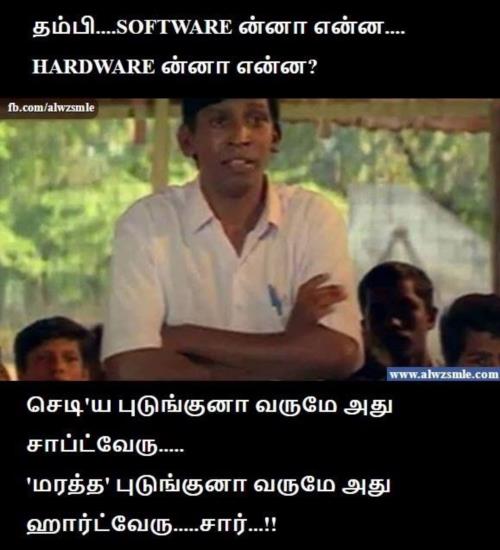 தம்பி....SOFTWARE ன்னா என்ன....
HARDWARE ன்னா என்ன?
fb.com/alwzsmle
www.alwzsmle.com
செடி'ய புடுங்குனா வருமே அது
சாப்ட்வேரு.....
'மரத்த' புடுங்குனா வருமே அது
ஹார்ட்வேரு.....சார்...!!